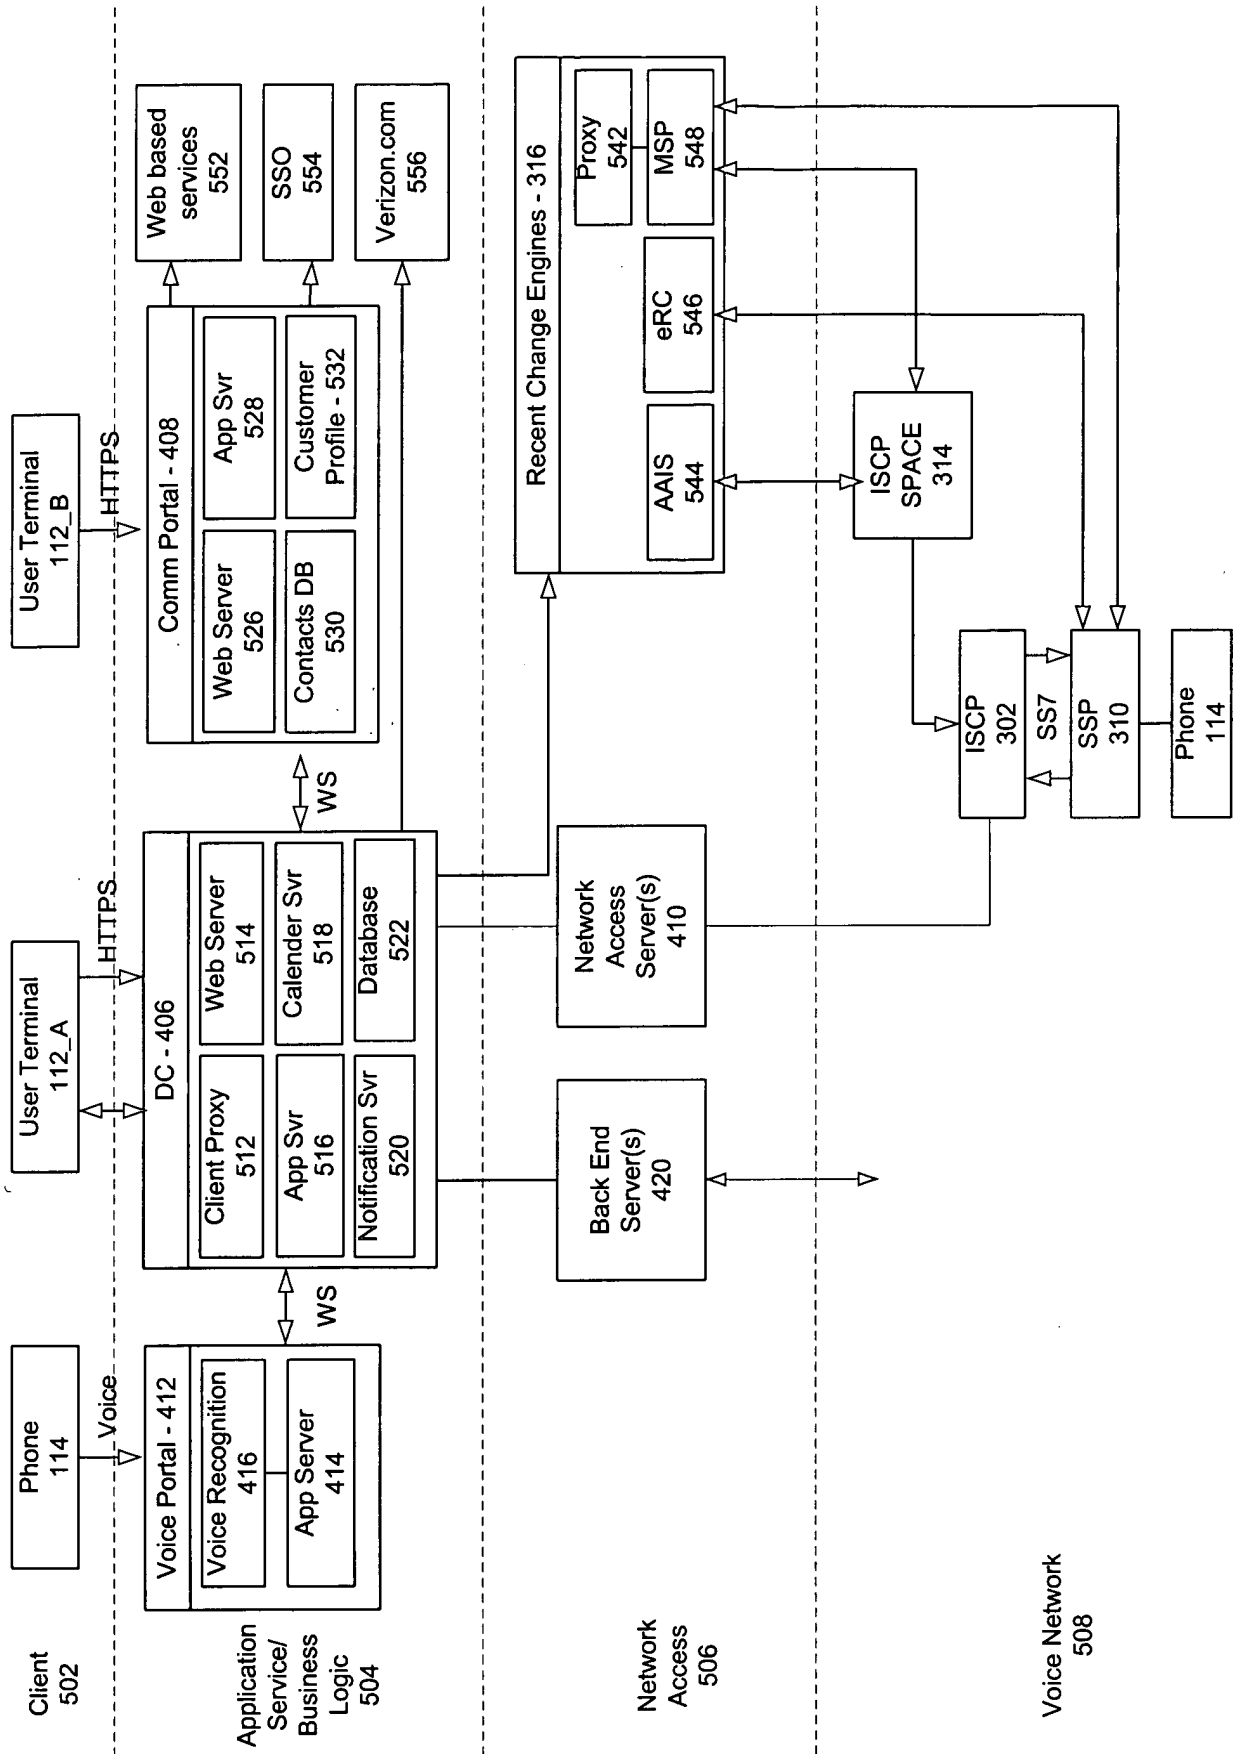 Client
502
Phone
114
User Terminal
112_A
User Terminal
112_B
Voice
HTTPS
HTTPS
Application
Service/
Business
Logic
504
Voice Portal - 412
Voice Recognition
416
App Server
414
WS
DC - 406
Client Proxy
512
Web Server
514
App Svr
516
Calender Svr
518
Notification Svr
520
Database
522
WS
Comm Portal - 408
Web Server
526
App Svr
528
Contacts DB
530
Customer
Profile - 532
Web based
services
552
SSO
554
Verizon.com
556
Network
Access
506
Back End
Server(s)
420
Network
Access
Server(s)
410
Recent Change Engines - 316
Proxy
542
AAIS
544
eRC
546
MSP
548
Voice Network
508
ISCP
SPACE
314
ISCP
302
SS7
SSP
310
Phone
114